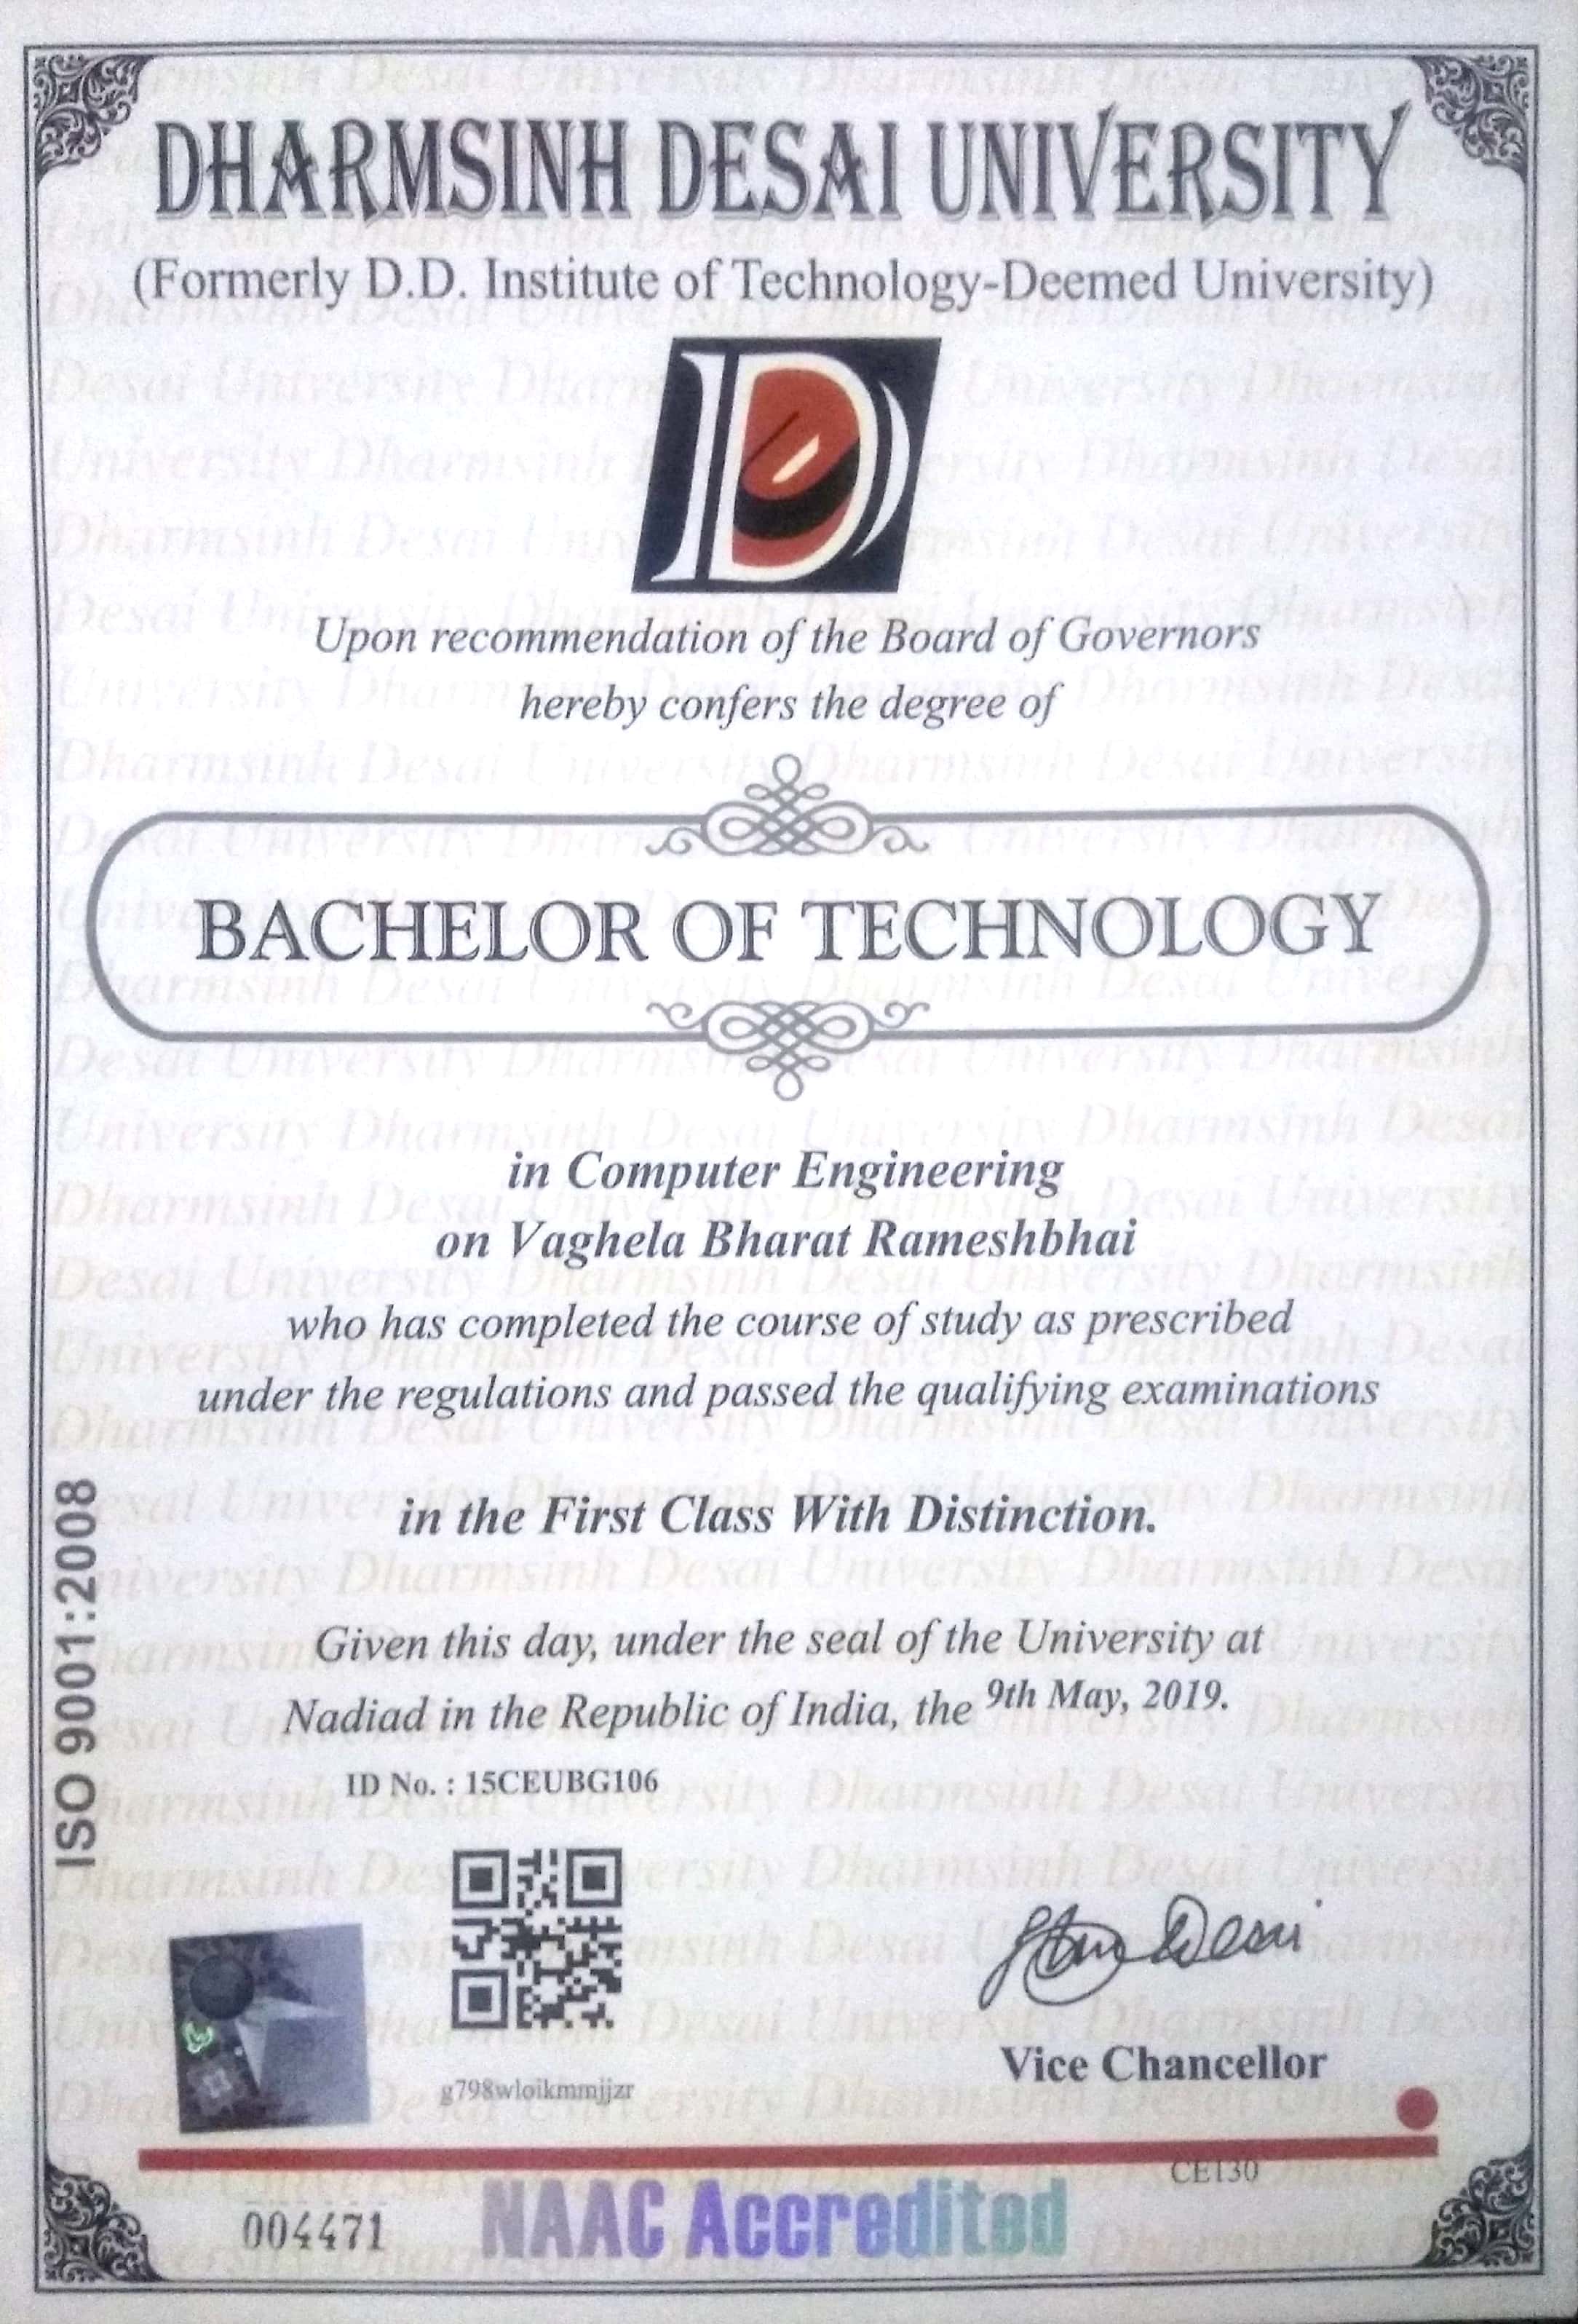 DHARMSINH DESAI UNIVERSITY
(Formerly D.D. Institute of Technology-Deemed University)
Upon recommendation of the Board of Governors
hereby confers the degree of
BACHELOR OF TECHNOLOGY
in Computer Engineering
on Vaghela Bharat Rameshbhai
who has completed the course of study as prescribed
under the regulations and passed the qualifying examinations
in the First Class With Distinction.
Given this day, under the seal of the University at
Nadiad in the Republic of India, the 9th May, 2019.
ID No. : 15CEUBG106
ISO 9001:2008
g798wloikmmjjzr
Vice Chancellor
CE130
004471
NAAC Accredited